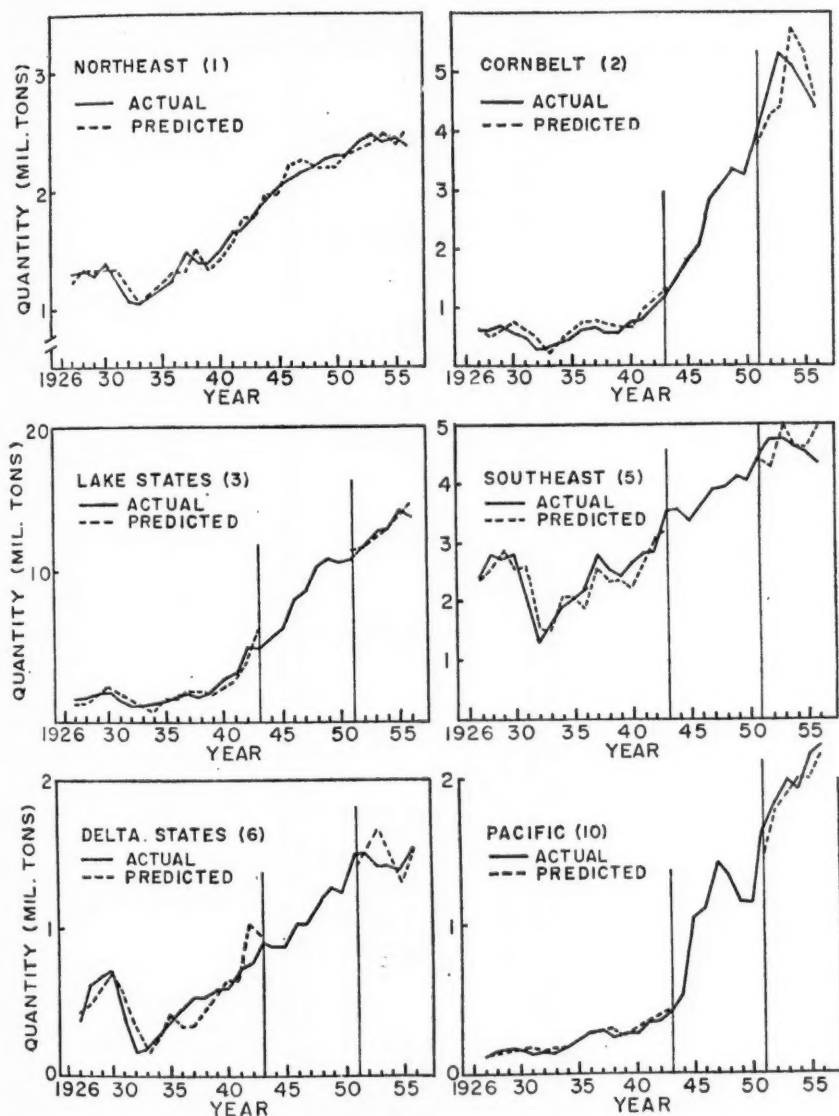 NORTHEAST (1)
ACTUAL
PREDICTED
QUANTITY (MIL. TONS)
3
2
1
1926 30 35 40 45 50 55
YEAR
CORNBELT (2)
ACTUAL
PREDICTED
5
4
3
2
1
1926 30 35 40 45 50 55
YEAR
LAKE STATES (3)
ACTUAL
PREDICTED
QUANTITY (MIL. TONS)
20
10
1926 30 35 40 45 50 55
YEAR
SOUTHEAST (5)
ACTUAL
PREDICTED
5
4
3
2
1
1926 30 35 40 45 50 55
YEAR
DELTA. STATES (6)
ACTUAL
PREDICTED
QUANTITY (MIL. TONS)
2
1
0
1926 30 35 40 45 50 55
YEAR
PACIFIC (10)
ACTUAL
PREDICTED
2
1
0
1926 30 35 40 45 50 55
YEAR